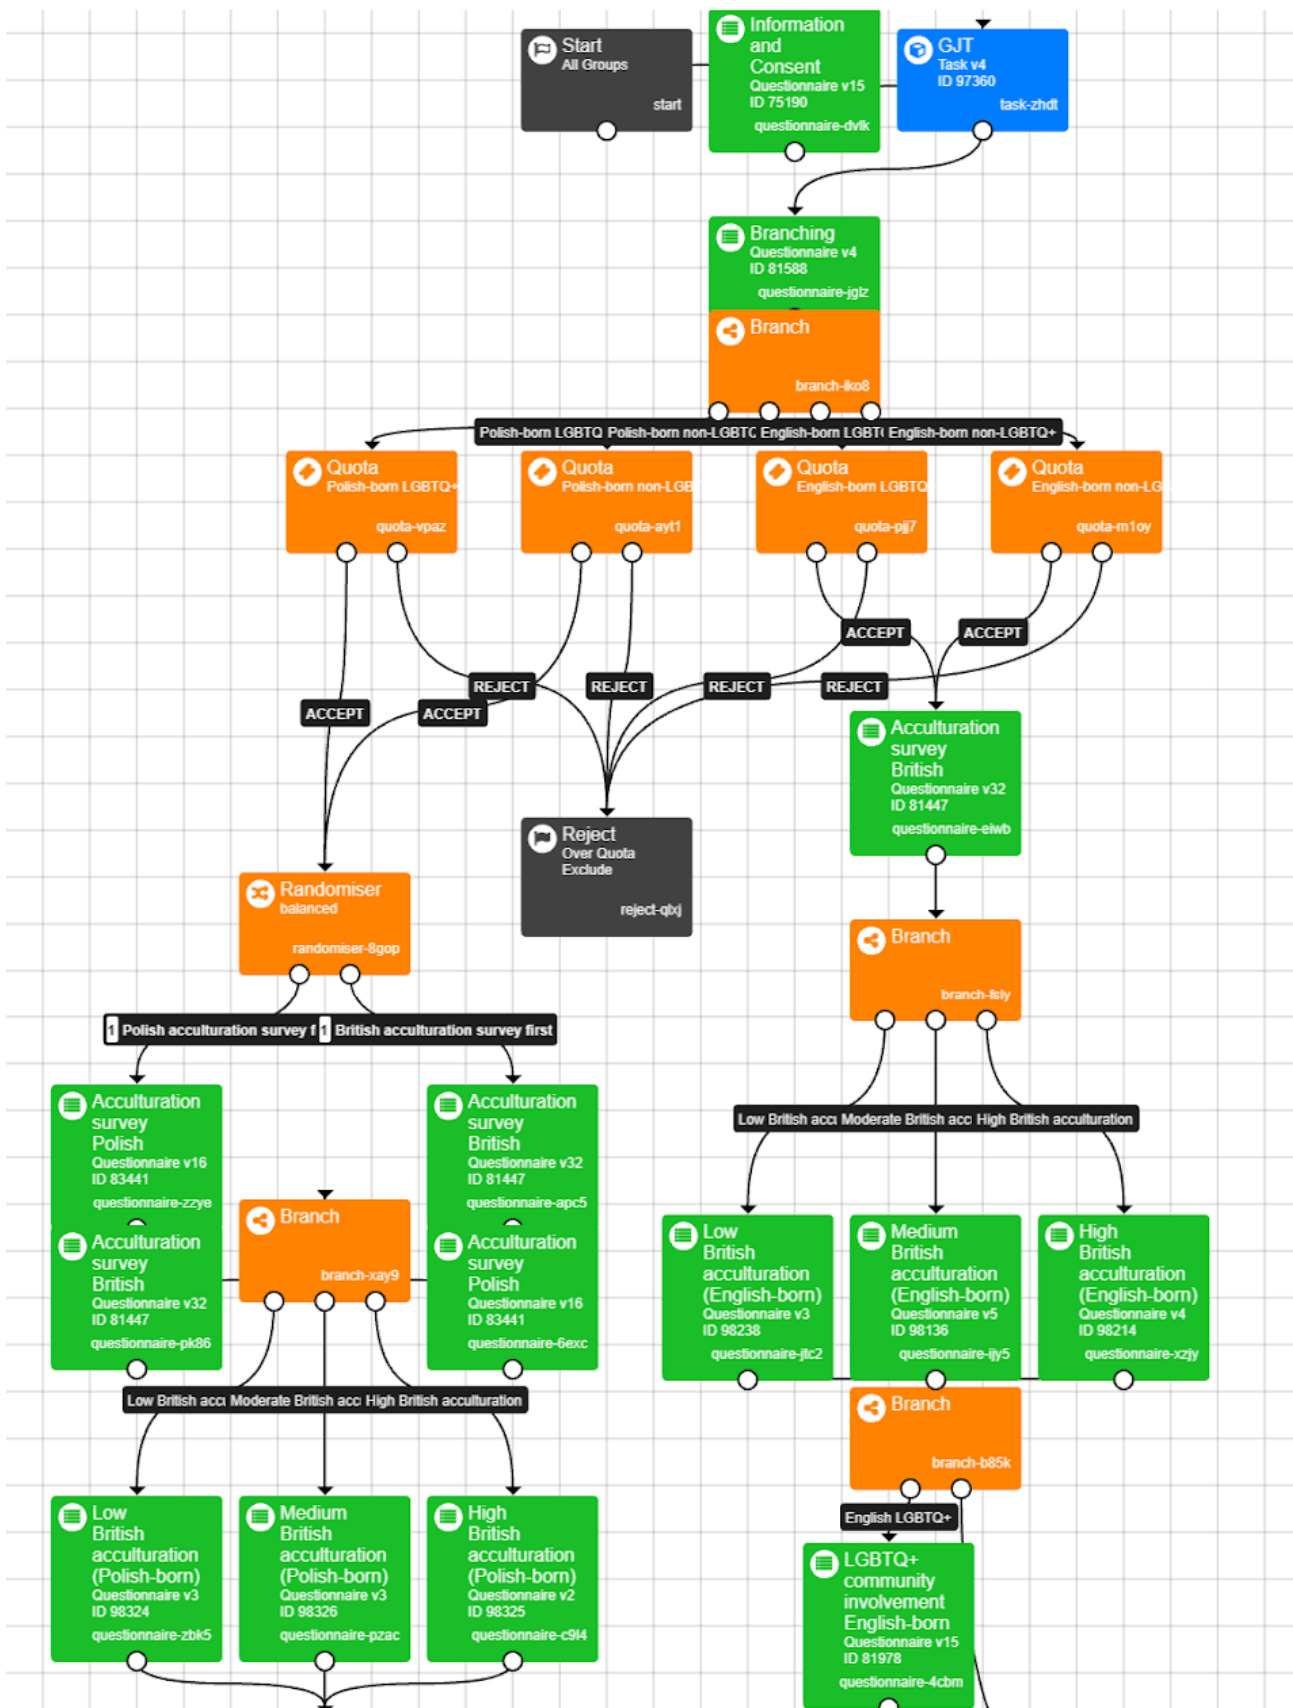 Start
All Groups
start
Information
and
Consent
Questionnaire v15
ID 75190
questionnaire-dvlk
GJT
Task v4
ID 97360
task-zhdt
Branching
Questionnaire v4
ID 81588
questionnaire-jglz
Branch
branch-iko8
Polish-born LGBTQ
Polish-born non-LGBTQ
English-born LGBTQ
English-born non-LGBTQ+
Quota
Polish-born LGBTQ+
quota-vpaz
Quota
Polish-born non-LGB
quota-ayt1
Quota
English-born LGBTQ
quota-pjj7
Quota
English-born non-LG
quota-m1oy
ACCEPT
ACCEPT
REJECT
REJECT
REJECT
REJECT
ACCEPT
ACCEPT
Acculturation
survey
British
Questionnaire v32
ID 81447
questionnaire-eiwb
Reject
Over Quota
Exclude
reject-qlxj
Randomiser
balanced
randomiser-8gop
Branch
branch-fsly
1 Polish acculturation survey f
1 British acculturation survey first
Acculturation
survey
Polish
Questionnaire v16
ID 83441
questionnaire-zzye
Acculturation
survey
British
Questionnaire v32
ID 81447
questionnaire-apc5
Low British accu
Moderate British acc
High British acculturation
Acculturation
survey
British
Questionnaire v32
ID 81447
questionnaire-pk86
Branch
branch-xay9
Acculturation
survey
Polish
Questionnaire v16
ID 83441
questionnaire-6exc
Low
British
acculturation
(English-born)
Questionnaire v3
ID 98238
questionnaire-jtc2
Medium
British
acculturation
(English-born)
Questionnaire v5
ID 98136
questionnaire-ijy5
High
British
acculturation
(English-born)
Questionnaire v4
ID 98214
questionnaire-xzjy
Low British accu
Moderate British acc
High British acculturation
Branch
branch-b85k
English LGBTQ+
Low
British
acculturation
(Polish-born)
Questionnaire v3
ID 98324
questionnaire-zbk5
Medium
British
acculturation
(Polish-born)
Questionnaire v3
ID 98326
questionnaire-pzac
High
British
acculturation
(Polish-born)
Questionnaire v2
ID 98325
questionnaire-c9l4
LGBTQ+
community
involvement
English-born
Questionnaire v15
ID 81978
questionnaire-4cbm